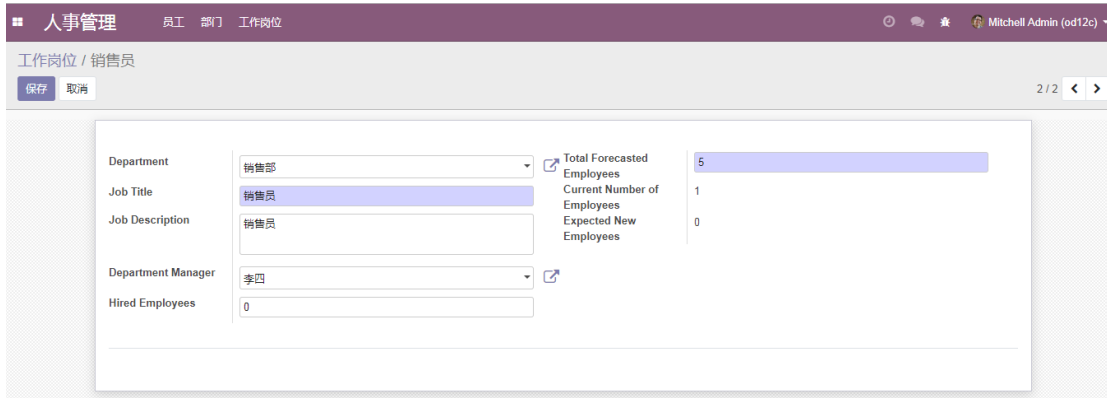 人事管理 员工 部门 工作岗位 Mitchell Admin (od12c)
工作岗位 / 销售员
保存 取消 2 / 2
Department 销售部
Job Title 销售员
Job Description 销售员
Department Manager 李四
Hired Employees 0
Total Forecasted
Employees 5
Current Number of
Employees 1
Expected New
Employees 0